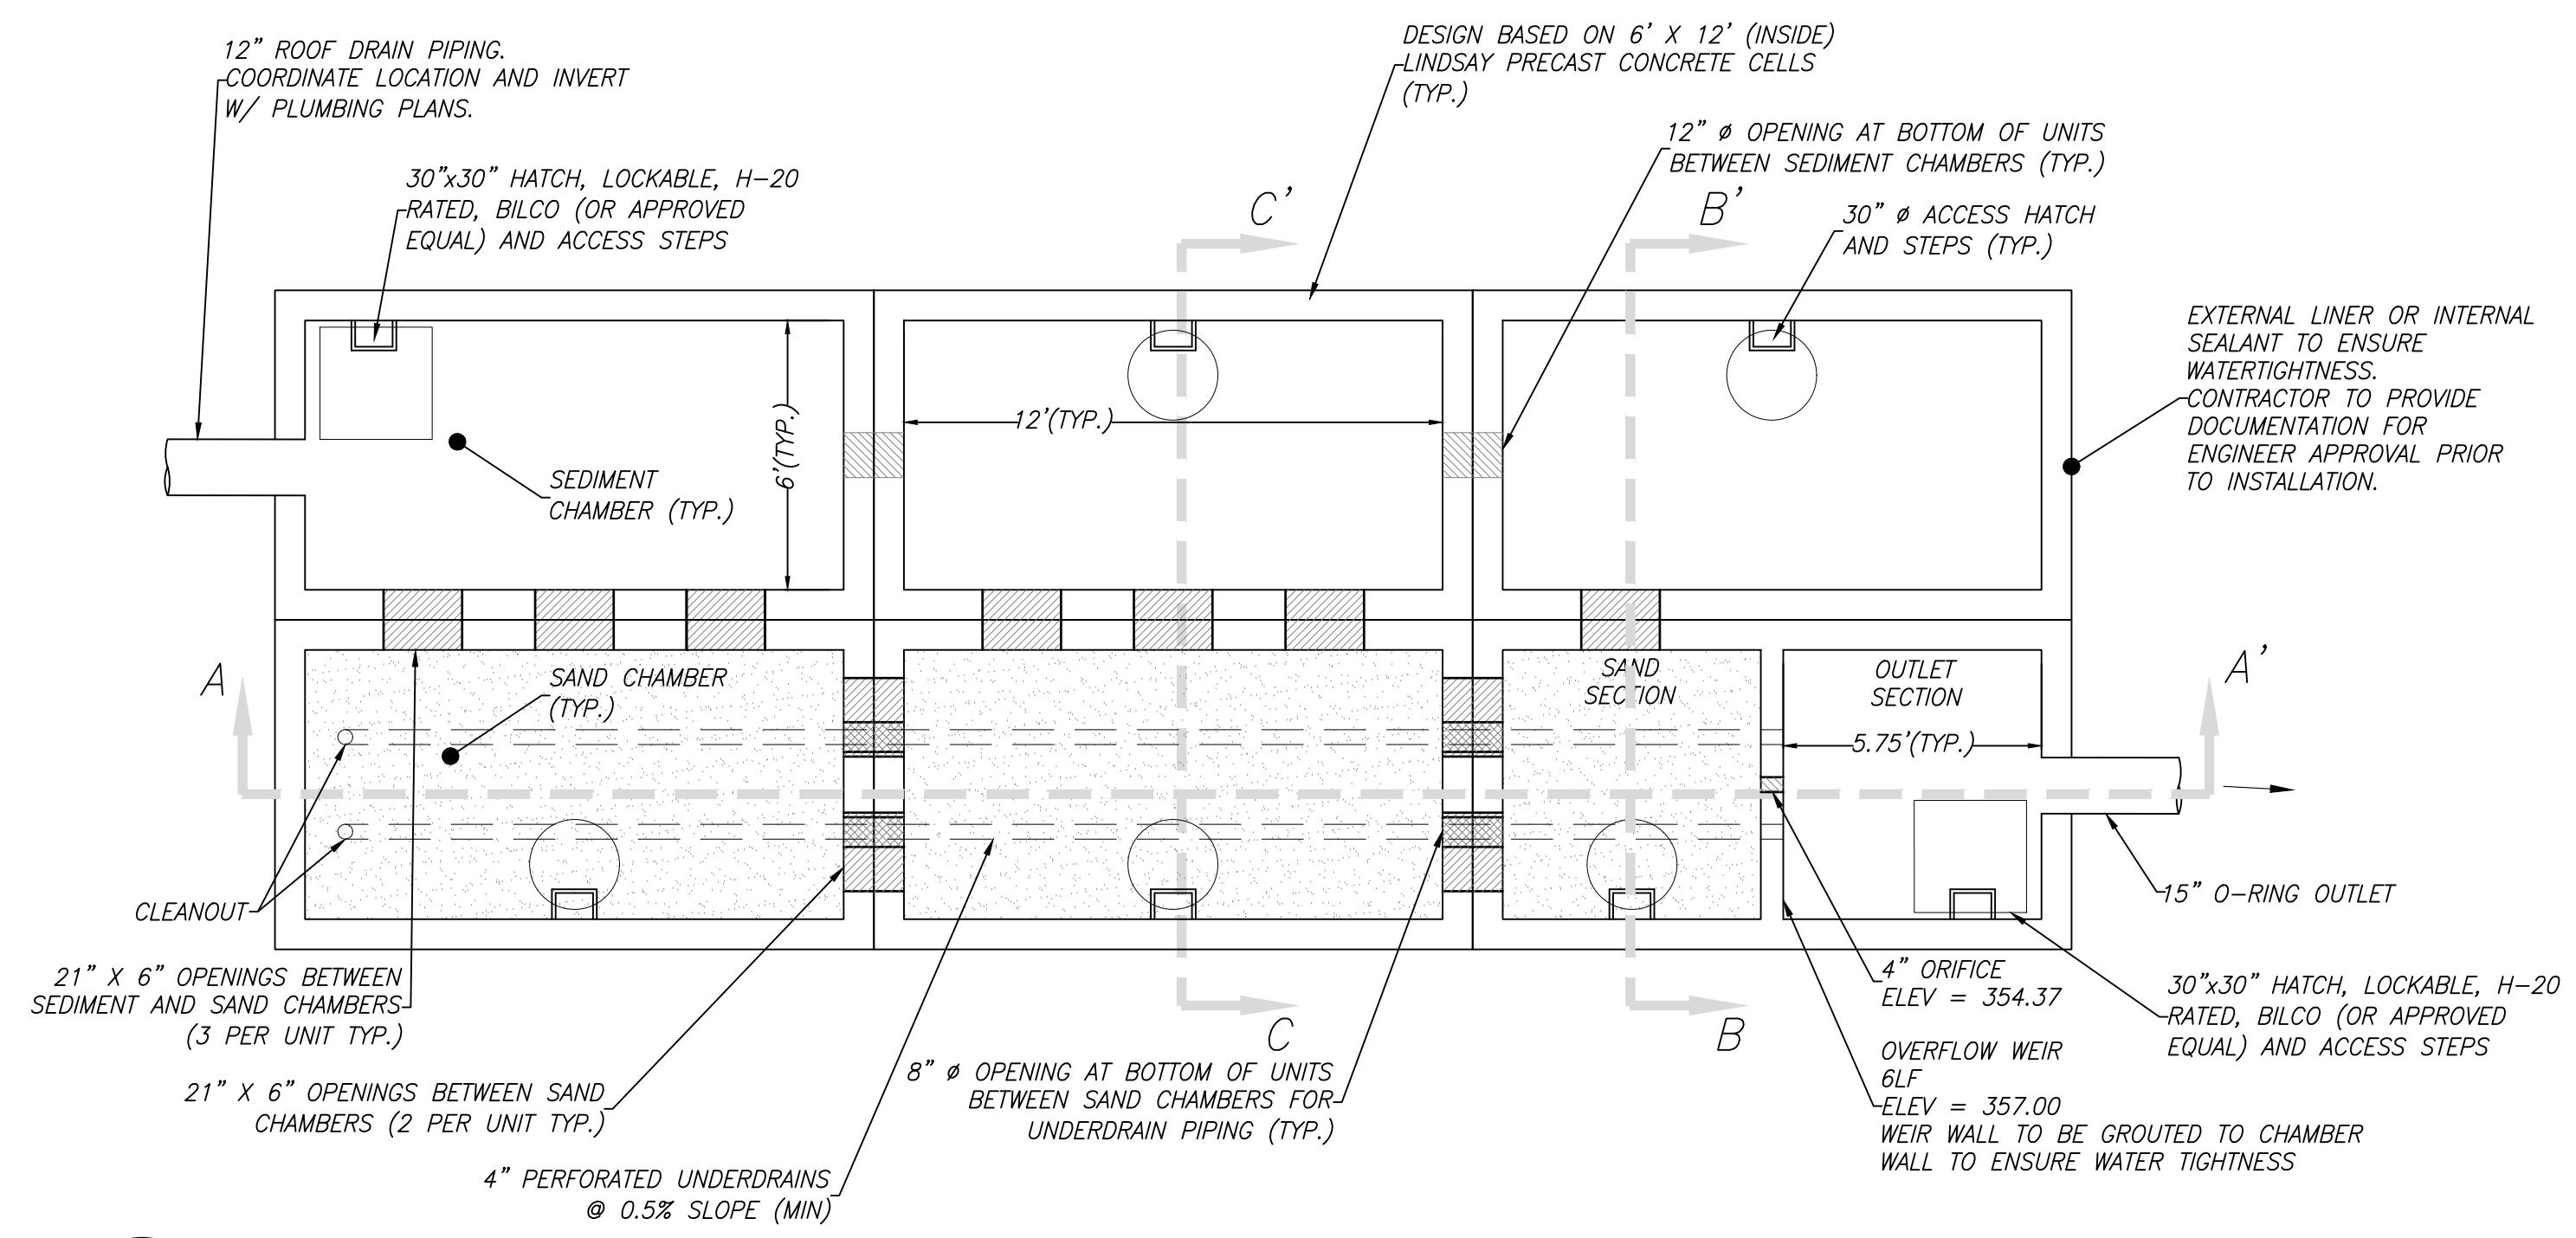 12" ROOF DRAIN PIPING.
COORDINATE LOCATION AND INVERT
W/ PLUMBING PLANS.
30"x30" HATCH, LOCKABLE, H-20
RATED, BILCO (OR APPROVED
EQUAL) AND ACCESS STEPS
DESIGN BASED ON 6' X 12' (INSIDE)
LINDSAY PRECAST CONCRETE CELLS
(TYP.)
12" ø OPENING AT BOTTOM OF UNITS
BETWEEN SEDIMENT CHAMBERS (TYP.)
C'
B'
30" ø ACCESS HATCH
AND STEPS (TYP.)
EXTERNAL LINER OR INTERNAL
SEALANT TO ENSURE
WATERTIGHTNESS.
CONTRACTOR TO PROVIDE
DOCUMENTATION FOR
ENGINEER APPROVAL PRIOR
TO INSTALLATION.
6'(TYP.)
12'(TYP.)
SEDIMENT
CHAMBER (TYP.)
A
SAND CHAMBER
(TYP.)
SAND
SECTION
OUTLET
SECTION
A'
5.75'(TYP.)
CLEANOUT
15" O-RING OUTLET
21" X 6" OPENINGS BETWEEN
SEDIMENT AND SAND CHAMBERS
(3 PER UNIT TYP.)
4" ORIFICE
ELEV = 354.37
30"x30" HATCH, LOCKABLE, H-20
RATED, BILCO (OR APPROVED
EQUAL) AND ACCESS STEPS
C
B
21" X 6" OPENINGS BETWEEN SAND
CHAMBERS (2 PER UNIT TYP.)
8" ø OPENING AT BOTTOM OF UNITS
BETWEEN SAND CHAMBERS FOR
UNDERDRAIN PIPING (TYP.)
OVERFLOW WEIR
6LF
ELEV = 357.00
WEIR WALL TO BE GROUTED TO CHAMBER
WALL TO ENSURE WATER TIGHTNESS
4" PERFORATED UNDERDRAINS
@ 0.5% SLOPE (MIN)